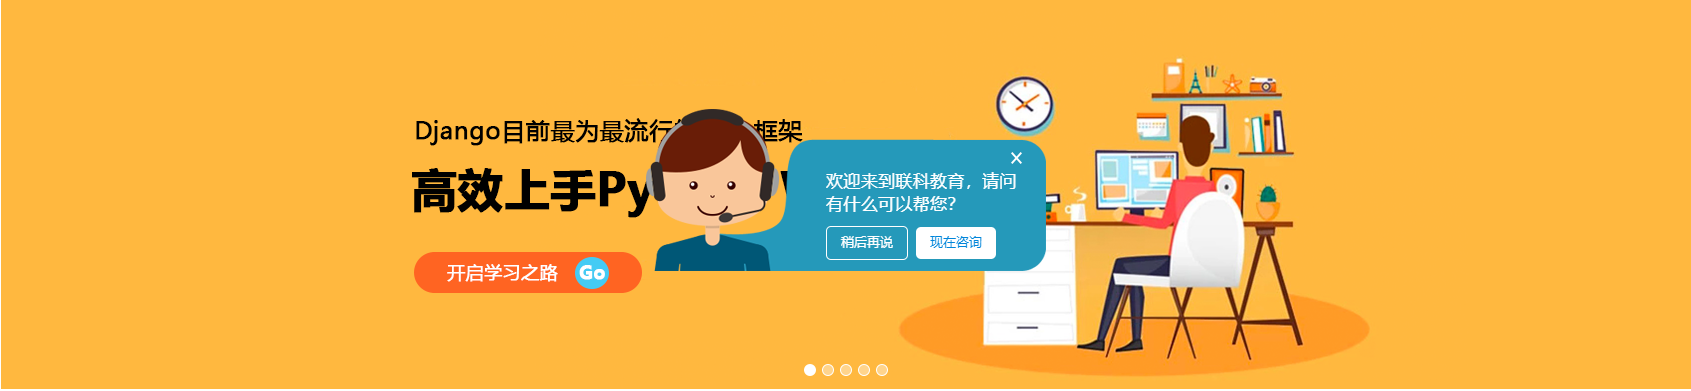 Django目前最为最流行 框架
高效上手Py
开启学习之路 Go
欢迎来到联科教育，请问
有什么可以帮您？
稍后再说 现在咨询